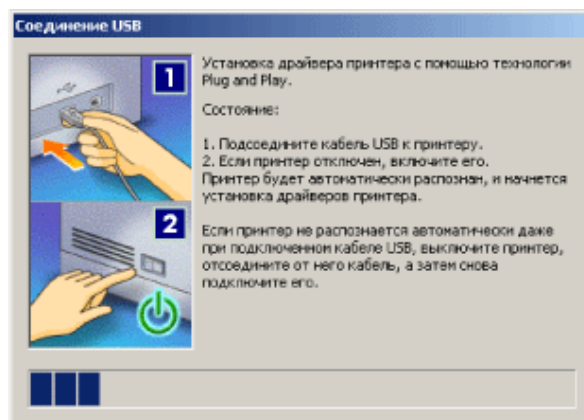 Соединение USB
1
Установка драйвера принтера с помощью технологии
Plug and Play.
Состояние:
1. Подсоедините кабель USB к принтеру.
2. Если принтер отключен, включите его.
Принтер будет автоматически распознан, и начнется
установка драйверов принтера.
2
Если принтер не распознается автоматически даже
при подключенном кабеле USB, выключите принтер,
отсоедините от него кабель, а затем снова
подключите его.